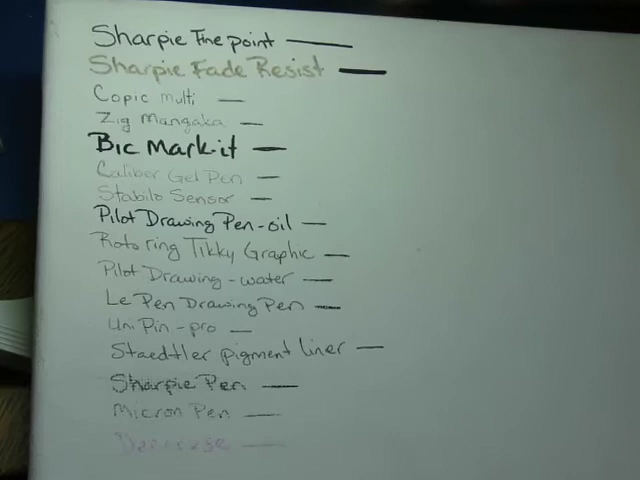 Sharpie Fine point
Sharpie Fade Resist
Copic multi
Zig Mangaka
Bic Mark-it
Caliber Gel Pen
Stabilo Sensor
Pilot Drawing Pen-oil
Rotoring Tikky Graphic
Pilot Drawing-water
Le Pen Drawing Pen
Uni Pin-pro
Staedtler pigment liner
Sharpie Pen
Micron Pen